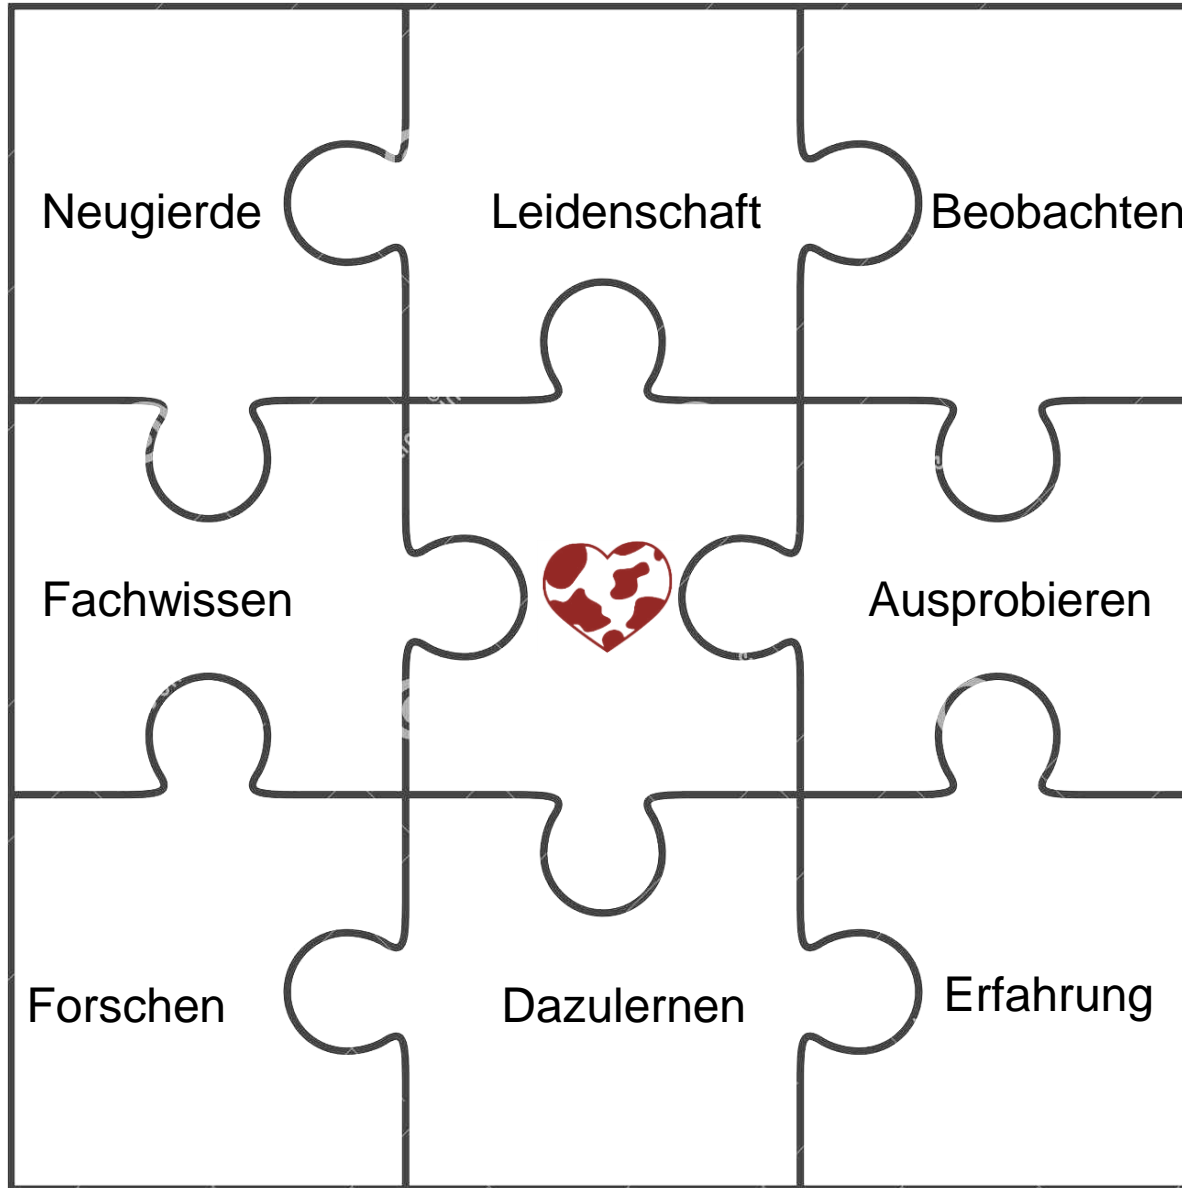 Neugierde
Leidenschaft
Beobachten
Fachwissen
Ausprobieren
Forschen
Dazulernen
Erfahrung